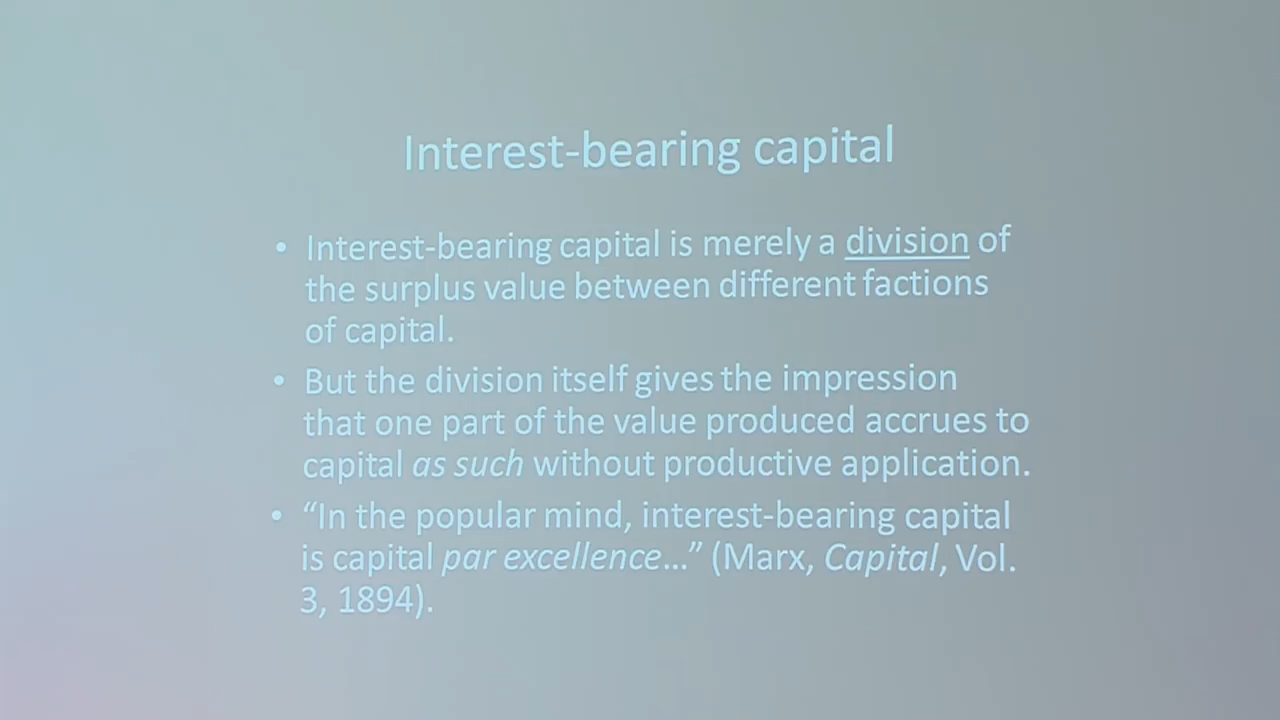 Interest-bearing capital
• Interest-bearing capital is merely a division of
the surplus value between different factions
of capital.
• But the division itself gives the impression
that one part of the value produced accrues to
capital as such without productive application.
• “In the popular mind, interest-bearing capital
is capital par excellence…” (Marx, Capital, Vol.
3, 1894).